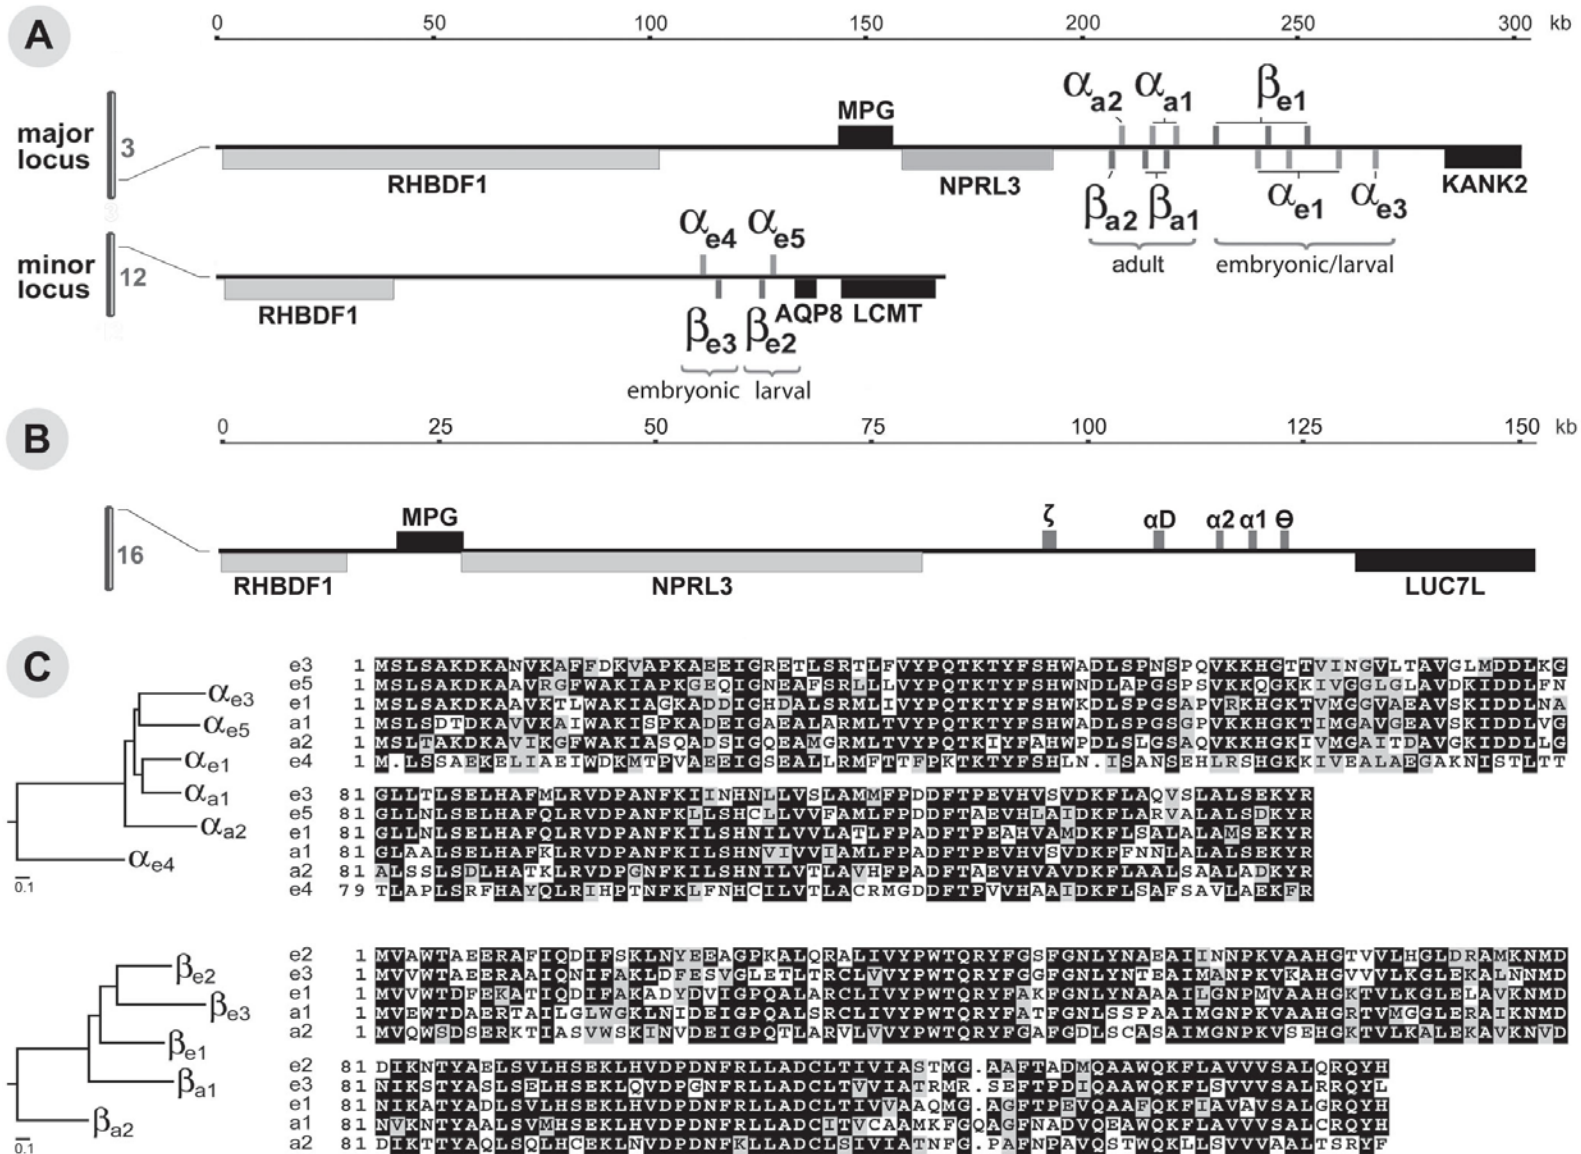 A
0 50 100 150 200 250 300 kb
major locus
3
αa2 αa1 βe1
MPG
RHBDF1 NPRL3 KANK2
βa2 βa1 αe1 αe3
adult embryonic/larval
minor locus
12
αe4 αe5
RHBDF1 AQP8 LCMT
βe3 βe2
embryonic larval
B
0 25 50 75 100 125 150 kb
16
MPG ζ αD α2 α1 Θ
RHBDF1 NPRL3 LUC7L
C
αe3
αe5
αe1
αa1
αa2
αe4
0.1
e3 1 MSLSAKDKANVKAFFDKVAPKAEEIGRETLSRTLFVYPQTKTYFSHWADLSPNSPQVKKHGTTVINGVLTAVGLMDDLKG
e5 1 MSLSAKDKAAVRGFWAKIAPKGEQIGNEAFSRLLLVYPQTKTYFSHWNDLAPGSPSVKKQGKKIVGGLGLAVDKIDDLFN
e1 1 MSLSAKDKAAVKTLWAKIAGKADDIGHDALSRMLIVYPQTKTYFSHWKDLSPGSAPVRKHGKTVMGGVAEAVSKIDDLNA
a1 1 MSLSDTDKAVVKAIWAKISPKADEIGAEALARMLTVYPQTKTYFSHWADLSPGSGPVKKHGKTIMGAVGEAVSKIDDLVG
a2 1 MSLTAKDKAVIKGFWAKIASQADSIGQEAMGRMLTVYPQTKIYFAHWPDLSLGSAQVKKHGKIVMGAITDAVGKIDDLLG
e4 1 M.LSSAEKELIAEIWDKMTPVAEEIGSEALLRMFTTFPKTKTYFSHLN.ISANSEHLRSHGKKIVEALAEGAKNISTLTT
e3 81 GLLTLSELHAFMLRVDPANFKIINHNLLVSLAMMFPDDFTPEVHVSVDKFLAQVSLALSEKYR
e5 81 GLLNLSELHAFQLRVDPANFKLLSHCLLVVFAMLFPDDFTAEVHLAIDKFLARVALALSDKYR
e1 81 GLLNLSELHAFQLRVDPANFKILSHNILVVLATLFPADFTPEAHVAMDKFLSALALAMSEKYR
a1 81 GLAALSELHAFKLRVDPANFKILSHNVIVVIAMLFPADFTPEVHVSVDKFFNNLALALSEKYR
a2 81 ALSSLSDLHATKLRVDPGNFKILSHNILVTLAVHFPADFTAEVHVAVDKFLAALSAALADKYR
e4 79 TLAPLSRFHAYQLRIHPTNFKLFNHCILVTLACRMGDDFTPVVHAAIDKFLSAFSAVLAEKFR
βe2
βe3
βe1
βa1
βa2
0.1
e2 1 MVAWTAEERAFIQDIFSKLNYEEAGPKALQRALIVYPWTQRYFGSFGNLYNAEAIINNPKVAAHGTVVLHGLDRAMKNMD
e3 1 MVVWTAEERAAIQNIFAKLDFESVGLETLTRCLVVYPWTQRYFGGFGNLYNTEAIMANPKVKAHGVVVLKGLEKALNNMD
e1 1 MVVWTDFEKATIQDIFAKADYDVIGPQALARCLIVYPWTQRYFAKFGNLYNAAAILGNPMVAAHGKTVLKGLELAVKNMD
a1 1 MVEWTDAERTAILGLWGKLNIDEIGPQALSRCLIVYPWTQRYFATFGNLSSPAAIMGNPKVAAHGRTVMGGLERAIKNMD
a2 1 MVQWSDSERKTIASVWSKINVDEIGPQTLARVLVVYPWTQRYFGAFGDLSCASAIMGNPKVSEHGKTVLKALEKAVKNVD
e2 81 DIKNTYAELSVLHSEKLHVDPDNFRLLADCLTIVIASTMG.AAFTADMQAAWQKFLAVVVSALQRQYH
e3 81 NIKSTYASLSELHSEKLQVDPGNFRLLADCLTVVIATRMR.SEFTPDIQAAWQKFLSVVVSALRRQYL
e1 81 NIKATYADLSVLHSEKLHVDPDNFRLLADCLTIVVAAQMG.AGFTPEVQAAFQKFIAVAVSALGRQYH
a1 81 NVKNTYAALSVMHSEKLHVDPDNFRLLADCITVCAAMKFGQAGFNADVQEAWQKFLAVVVSALCRQYH
a2 81 DIKTTYAQLSQLHCEKLNVDPDNFKLLADCLSIVIATNFG.PAFNPAVQSTWQKLLSVVVAALTSRYF